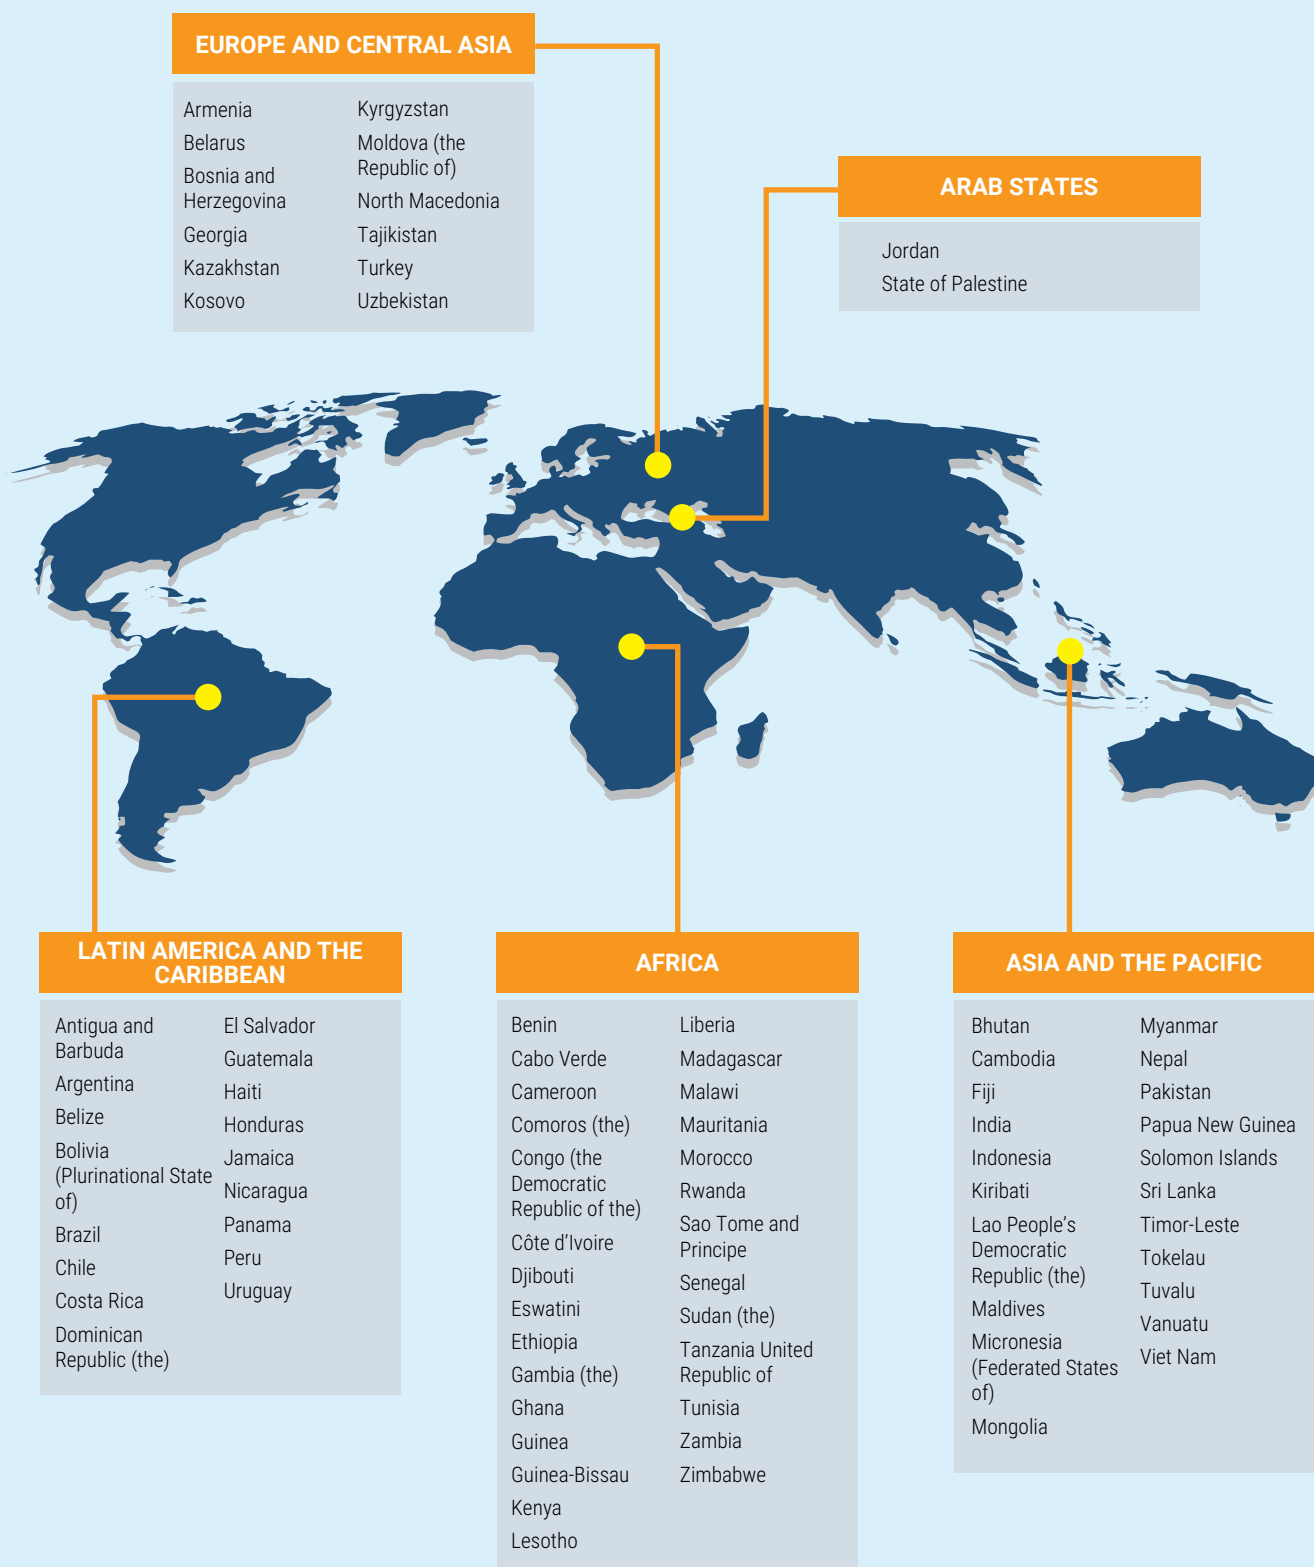 EUROPE AND CENTRAL ASIA
Armenia
Belarus
Bosnia and
Herzegovina
Georgia
Kazakhstan
Kosovo
Kyrgyzstan
Moldova (the
Republic of)
North Macedonia
Tajikistan
Turkey
Uzbekistan
ARAB STATES
Jordan
State of Palestine
LATIN AMERICA AND THE
CARIBBEAN
Antigua and
Barbuda
Argentina
Belize
Bolivia
(Plurinational State
of)
Brazil
Chile
Costa Rica
Dominican
Republic (the)
El Salvador
Guatemala
Haiti
Honduras
Jamaica
Nicaragua
Panama
Peru
Uruguay
AFRICA
Benin
Cabo Verde
Cameroon
Comoros (the)
Congo (the
Democratic
Republic of the)
Côte d’Ivoire
Djibouti
Eswatini
Ethiopia
Gambia (the)
Ghana
Guinea
Guinea-Bissau
Kenya
Lesotho
Liberia
Madagascar
Malawi
Mauritania
Morocco
Rwanda
Sao Tome and
Principe
Senegal
Sudan (the)
Tanzania United
Republic of
Tunisia
Zambia
Zimbabwe
ASIA AND THE PACIFIC
Bhutan
Cambodia
Fiji
India
Indonesia
Kiribati
Lao People’s
Democratic
Republic (the)
Maldives
Micronesia
(Federated States
of)
Mongolia
Myanmar
Nepal
Pakistan
Papua New Guinea
Solomon Islands
Sri Lanka
Timor-Leste
Tokelau
Tuvalu
Vanuatu
Viet Nam